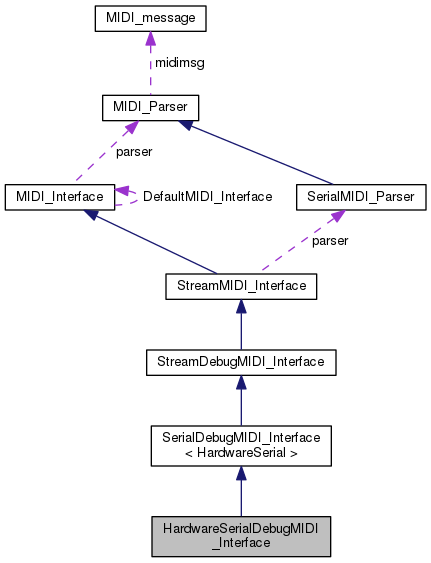 MIDI_message
midimsg
MIDI_Parser
parser
MIDI_Interface
DefaultMIDI_Interface
SerialMIDI_Parser
parser
StreamMIDI_Interface
StreamDebugMIDI_Interface
SerialDebugMIDI_Interface
< HardwareSerial >
HardwareSerialDebugMIDI
_Interface